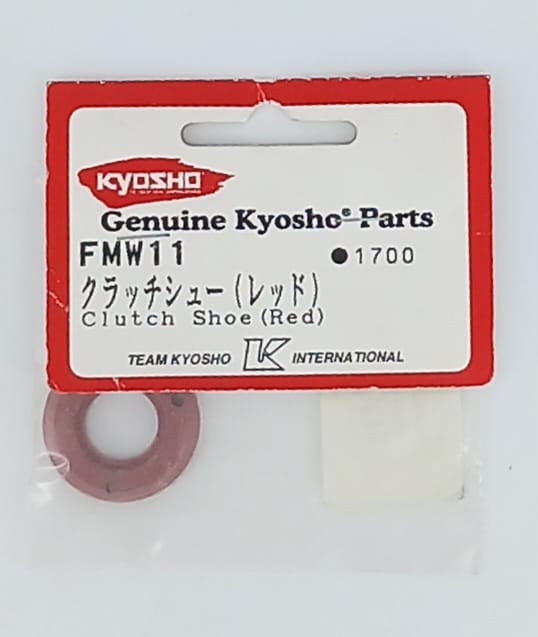 KYOSHO
Genuine Kyosho® Parts
FMW11
●1700
クラッチシュー(レッド)
Clutch Shoe(Red)
TEAM KYOSHO K INTERNATIONAL